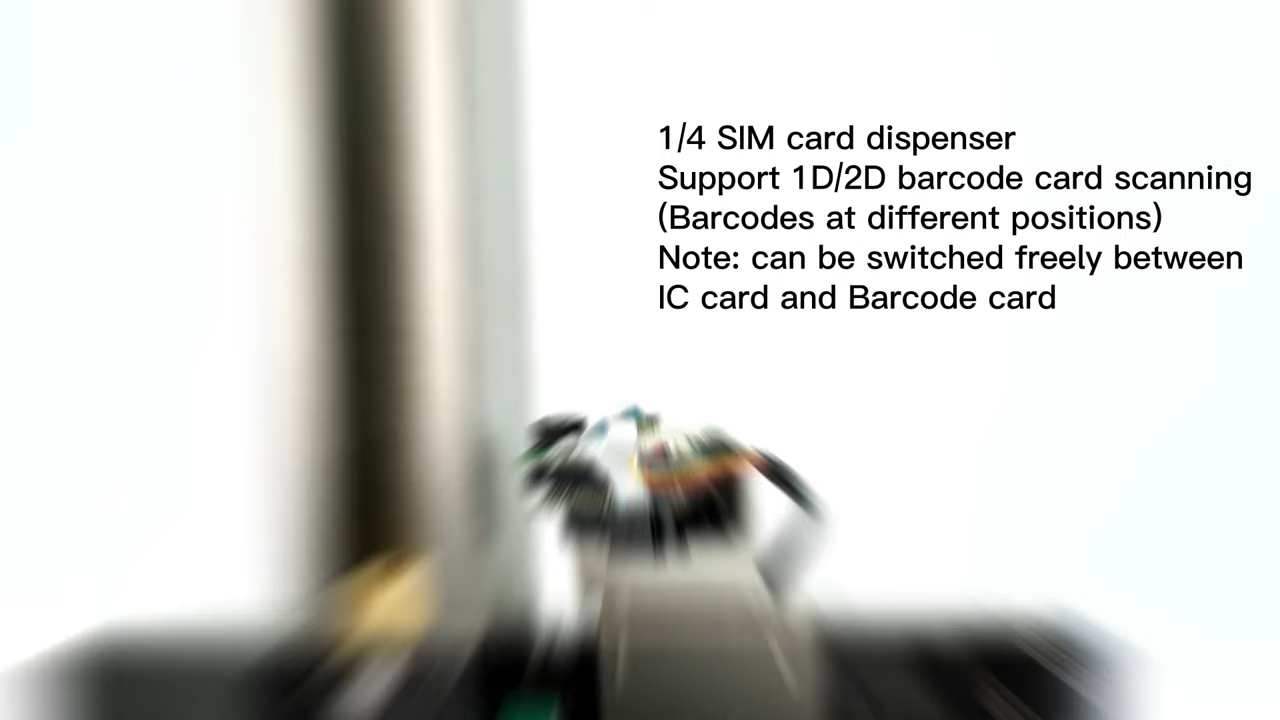 1/4 SIM card dispenser
Support 1D/2D barcode card scanning
(Barcodes at different positions)
Note: can be switched freely between
IC card and Barcode card